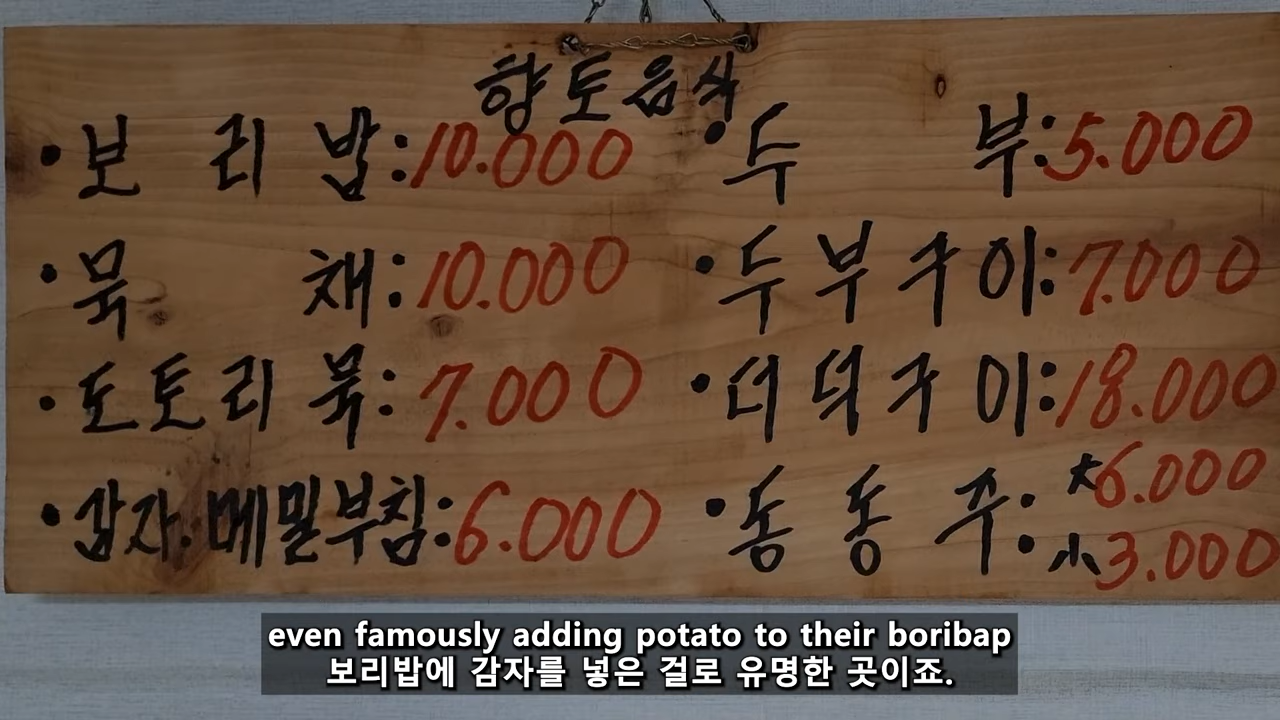 향토음식
• 보리밥: 10.000
• 묵채: 10.000
• 도토리묵: 7.000
• 감자.메밀부침: 6.000
• 두부: 5.000
• 두부구이: 7.000
• 더덕구이: 18.000
• 동동주: 大 6.000
小 3.000
even famously adding potato to their boribap
보리밥에 감자를 넣은 걸로 유명한 곳이죠.